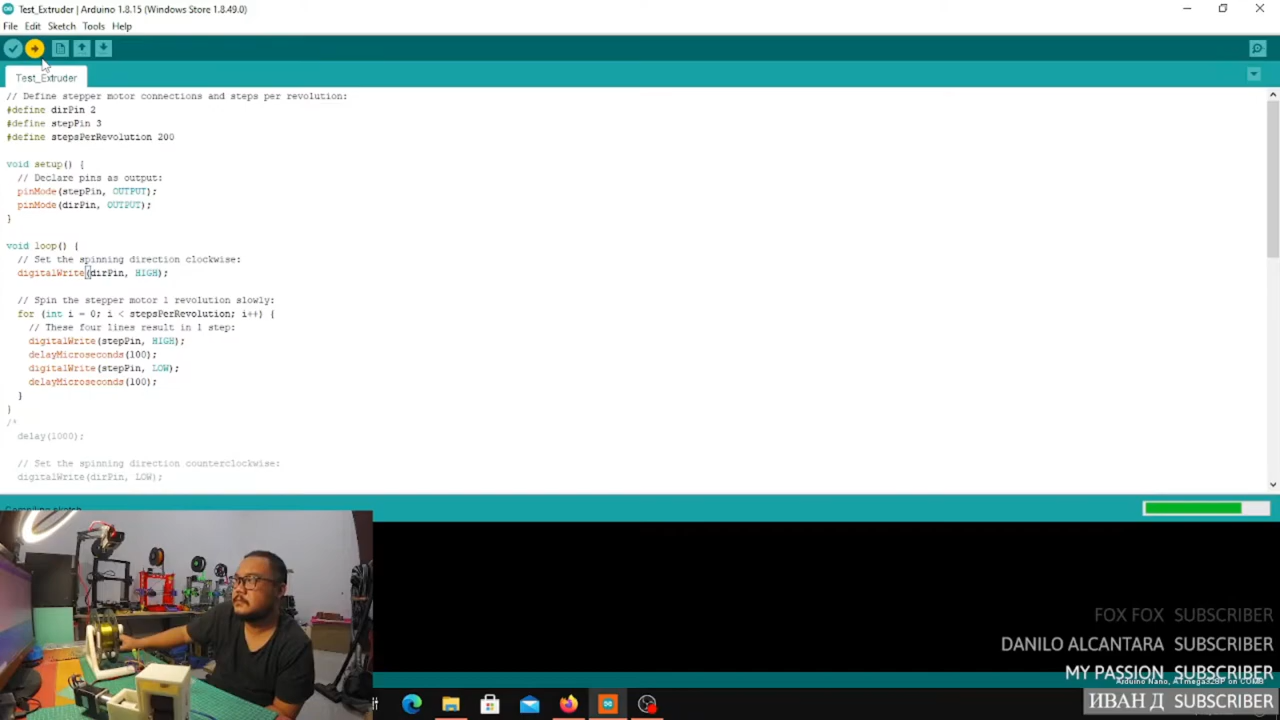 Test_Extruder | Arduino 1.8.15 (Windows Store 1.8.49.0)
File Edit Sketch Tools Help
Test_Extruder
// Define stepper motor connections and steps per revolution:
#define dirPin 2
#define stepPin 3
#define stepsPerRevolution 200
void setup() {
// Declare pins as output:
pinMode(stepPin, OUTPUT);
pinMode(dirPin, OUTPUT);
}
void loop() {
// Set the spinning direction clockwise:
digitalWrite(dirPin, HIGH);
// Spin the stepper motor 1 revolution slowly:
for (int i = 0; i < stepsPerRevolution; i++) {
// These four lines result in 1 step:
digitalWrite(stepPin, HIGH);
delayMicroseconds(100);
digitalWrite(stepPin, LOW);
delayMicroseconds(100);
}
}
/*
delay(1000);
// Set the spinning direction counterclockwise:
digitalWrite(dirPin, LOW);
Compiling sketch
FOX FOX SUBSCRIBER
DANILO ALCANTARA SUBSCRIBER
MY PASSION SUBSCRIBER
Arduino Nano, ATmega328P on COM8
ИВАН Д SUBSCRIBER